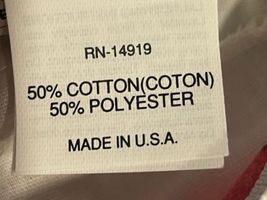 RN-14919
50% COTTON(COTON)
50% POLYESTER
MADE IN U.S.A.